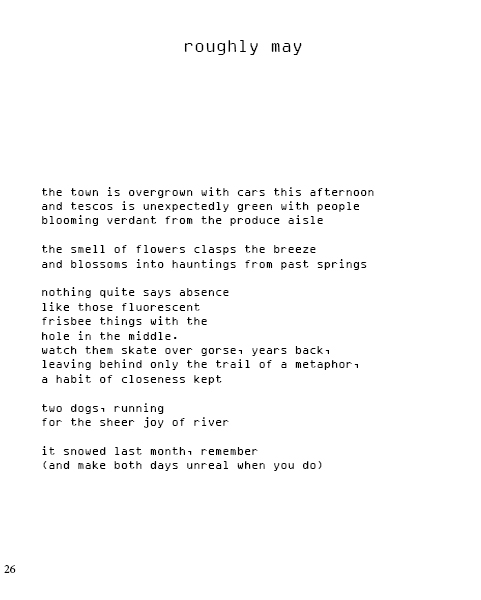 roughly may
the town is overgrown with cars this afternoon
and tescos is unexpectedly green with people
blooming verdant from the produce aisle
the smell of flowers clasps the breeze
and blossoms into hauntings from past springs
nothing quite says absence
like those fluorescent
frisbee things with the
hole in the middle.
watch them skate over gorse, years back,
leaving behind only the trail of a metaphor,
a habit of closeness kept
two dogs, running
for the sheer joy of river
it snowed last month, remember
(and make both days unreal when you do)
26